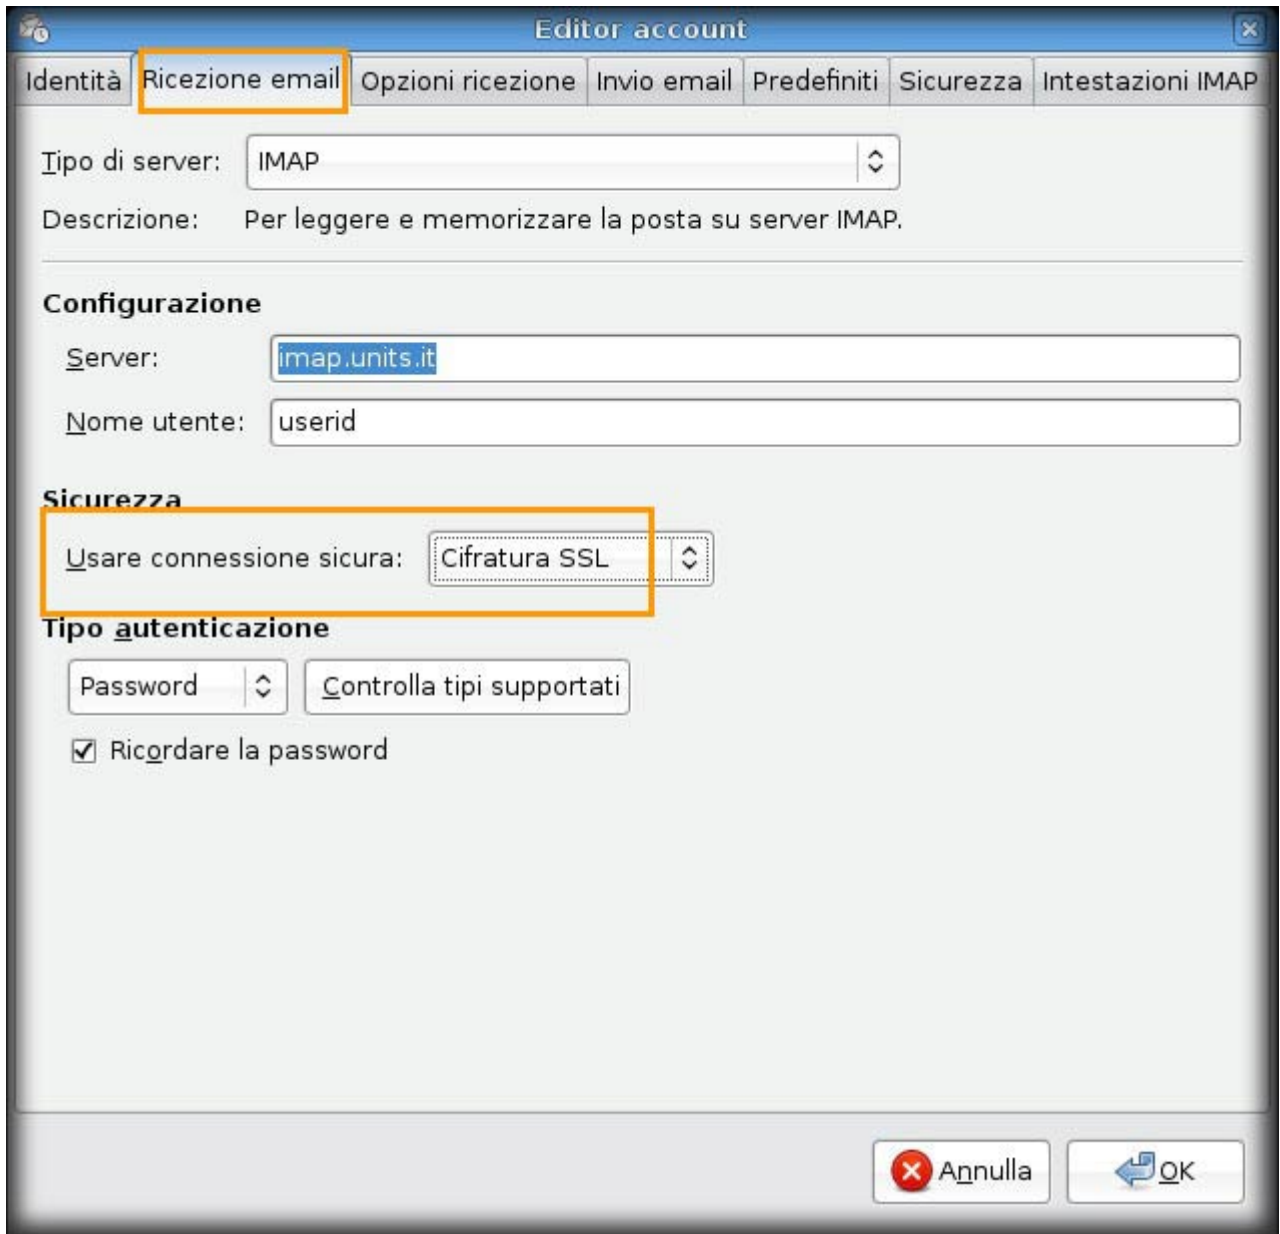 Editor account
Identità Ricezione email Opzioni ricezione Invio email Predefiniti Sicurezza Intestazioni IMAP
Tipo di server: IMAP
Descrizione: Per leggere e memorizzare la posta su server IMAP.
Configurazione
Server: imap.units.it
Nome utente: userid
Sicurezza
Usare connessione sicura: Cifratura SSL
Tipo autenticazione
Password Controlla tipi supportati
Ricordare la password
Annulla OK